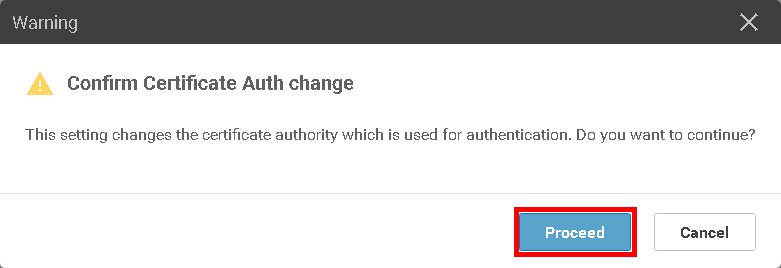 Warning
Confirm Certificate Auth change
This setting changes the certificate authority which is used for authentication. Do you want to continue?
Proceed
Cancel